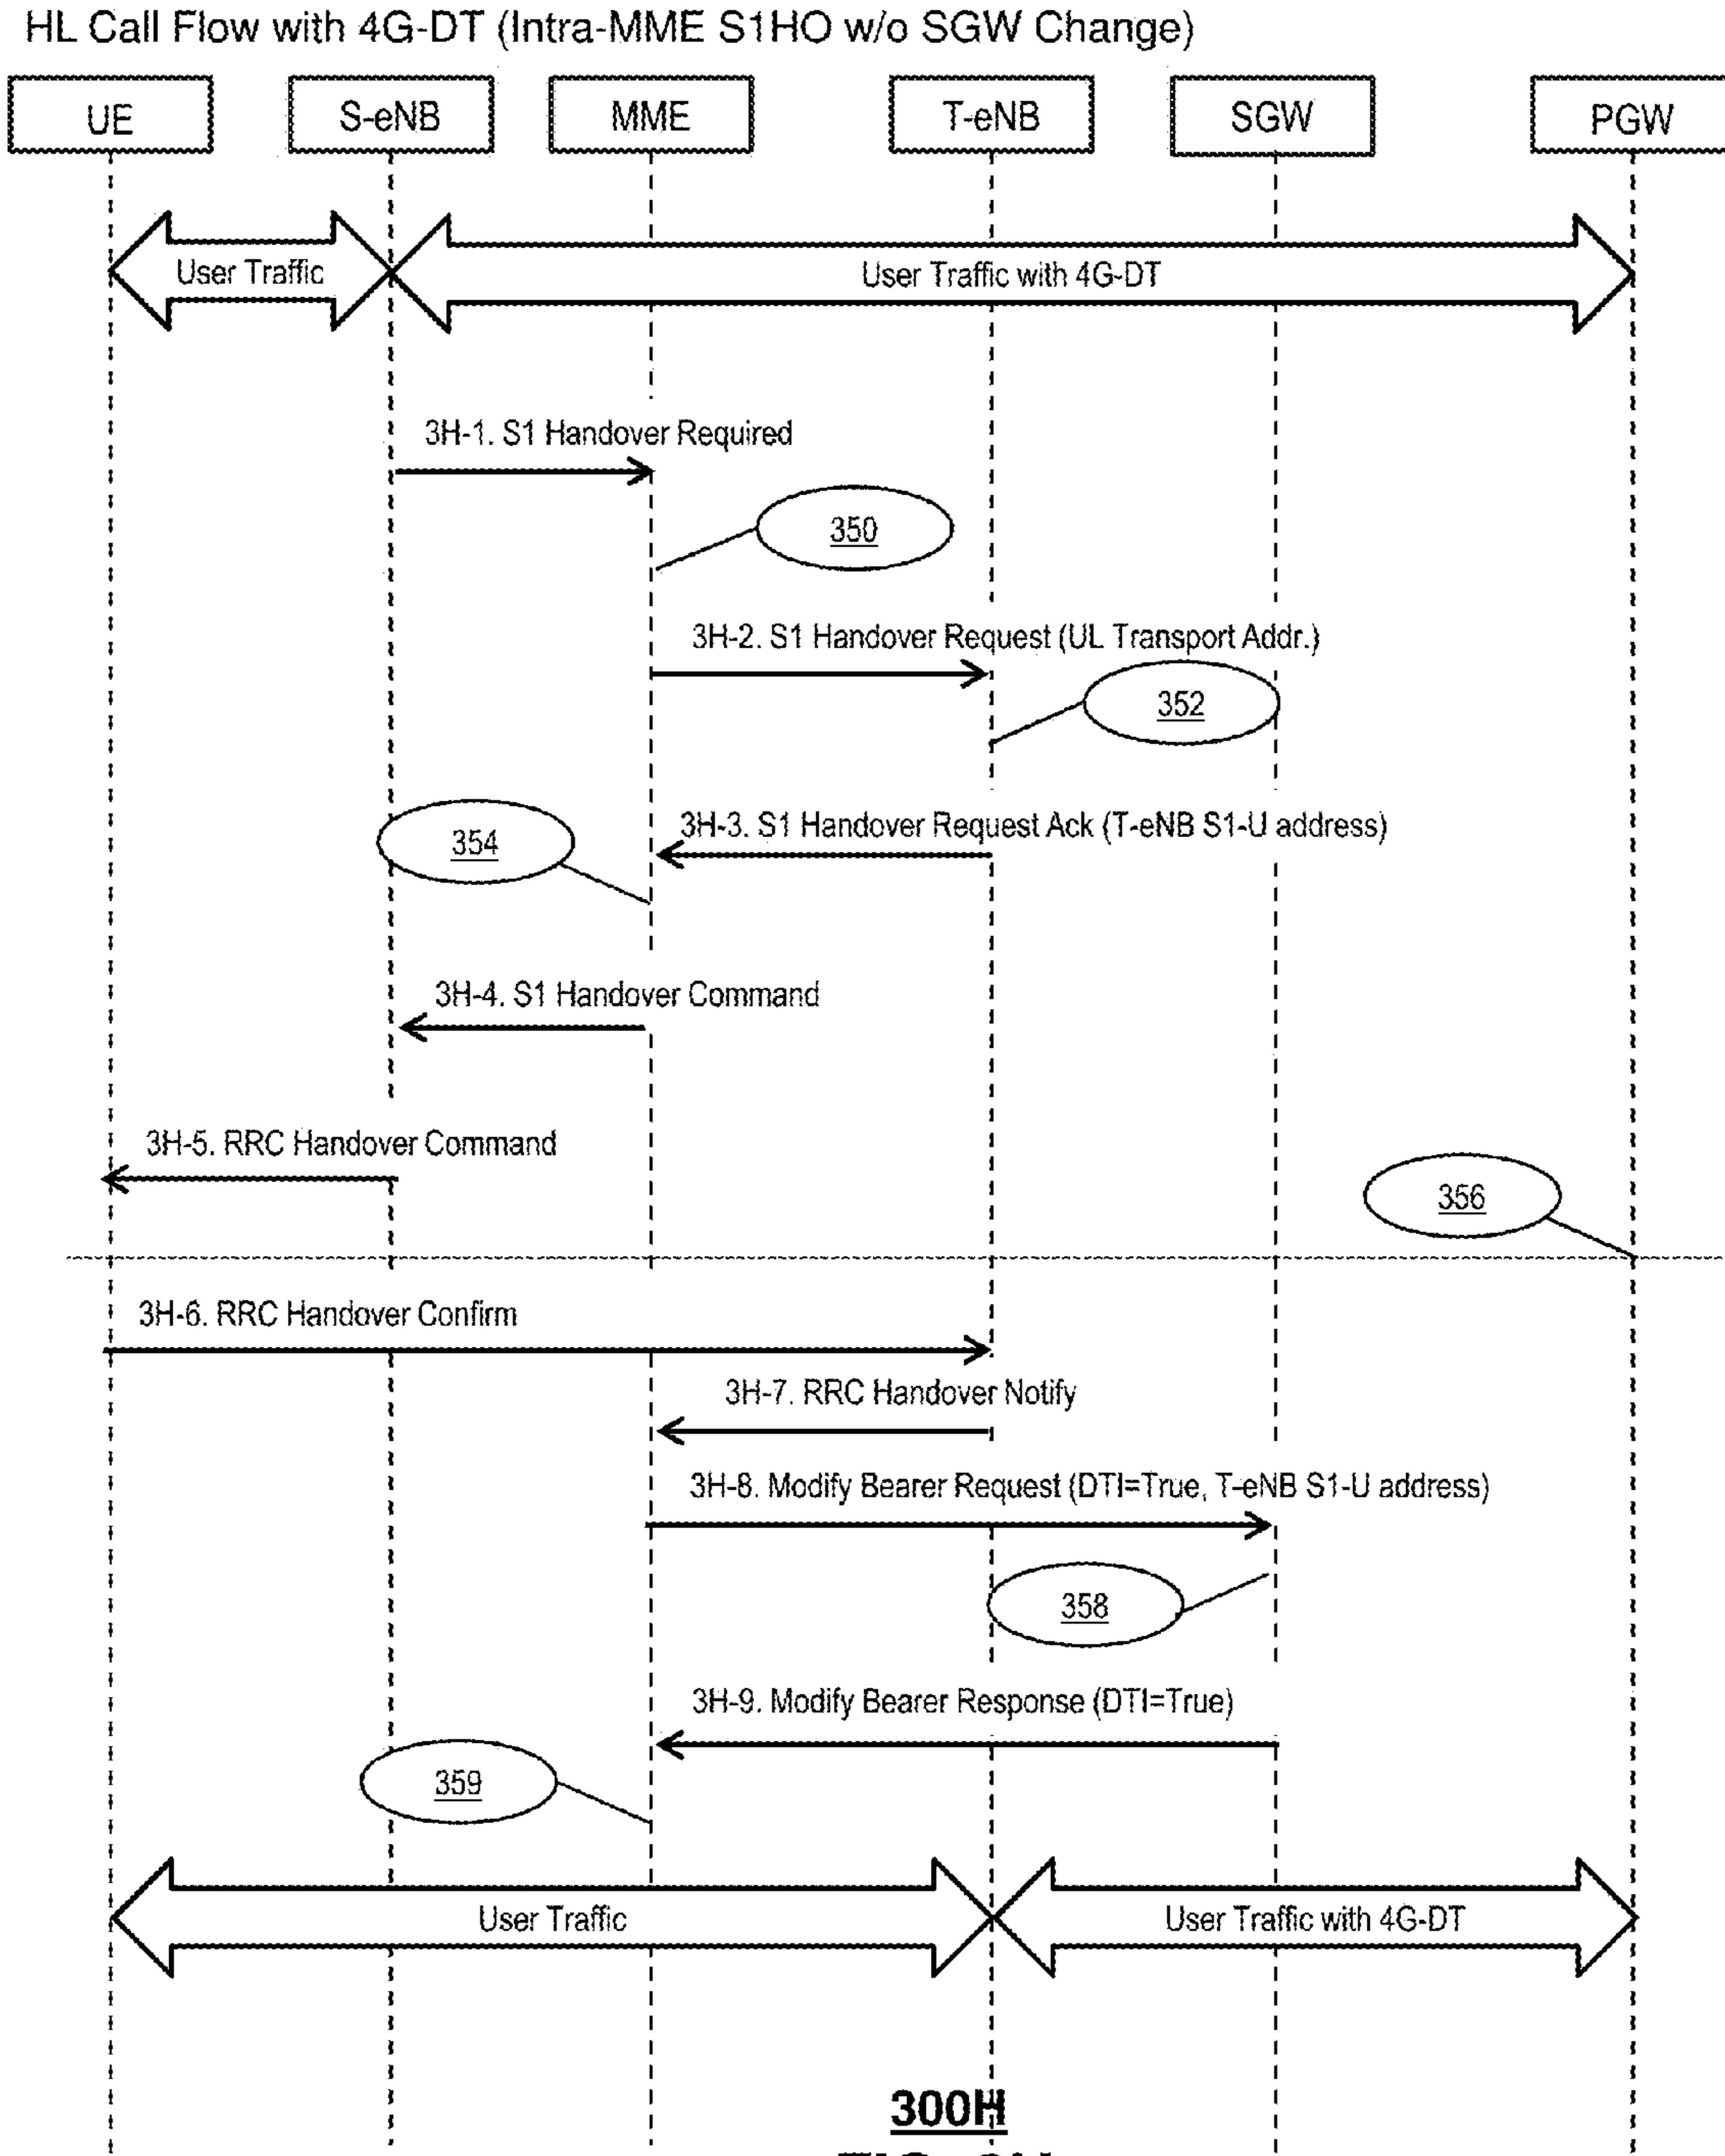 HL Call Flow with 4G-DT (Intra-MME S1HO w/o SGW Change)
UE
S-eNB
MME
T-eNB
SGW
PGW
User Traffic
User Traffic with 4G-DT
3H-1. S1 Handover Required
350
3H-2. S1 Handover Request (UL Transport Addr.)
352
3H-3. S1 Handover Request Ack (T-eNB S1-U address)
354
3H-4. S1 Handover Command
3H-5. RRC Handover Command
356
3H-6. RRC Handover Confirm
3H-7. RRC Handover Notify
3H-8. Modify Bearer Request (DTI=True, T-eNB S1-U address)
358
3H-9. Modify Bearer Response (DTI=True)
359
User Traffic
User Traffic with 4G-DT
300H